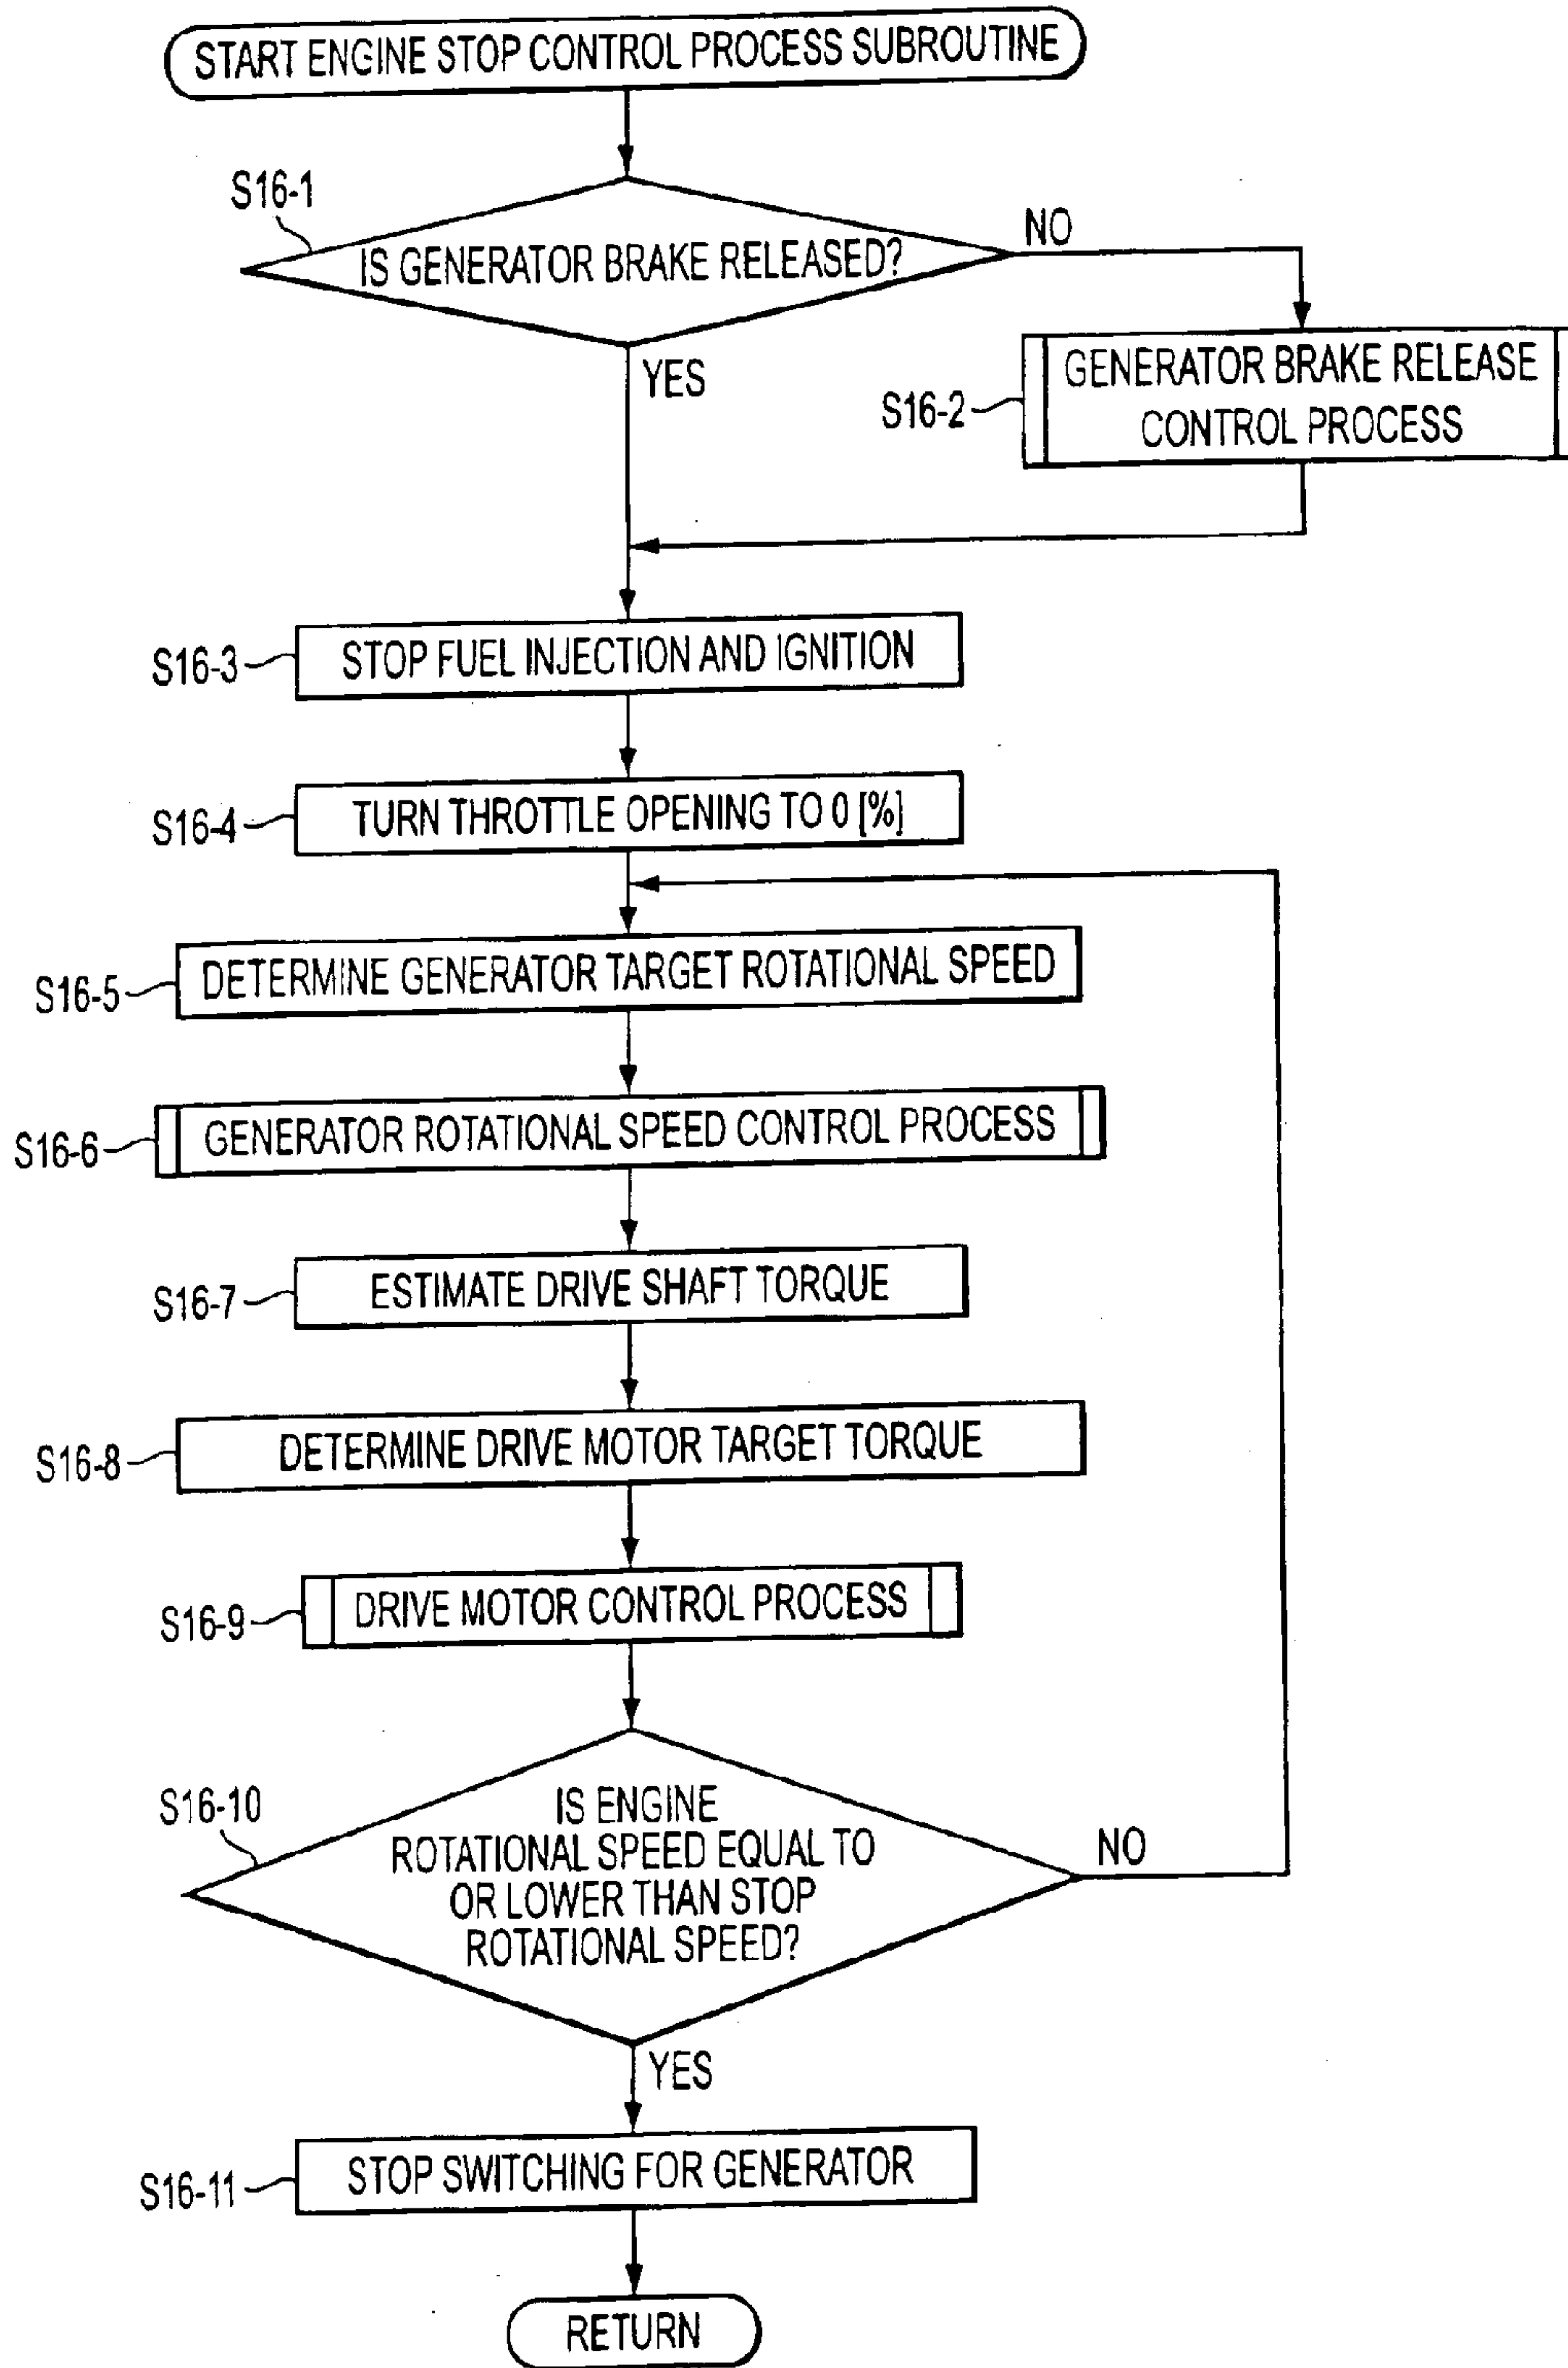 START ENGINE STOP CONTROL PROCESS SUBROUTINE
S16-1
IS GENERATOR BRAKE RELEASED?
NO
YES
S16-2
GENERATOR BRAKE RELEASE
CONTROL PROCESS
S16-3
STOP FUEL INJECTION AND IGNITION
S16-4
TURN THROTTLE OPENING TO 0 [%]
S16-5
DETERMINE GENERATOR TARGET ROTATIONAL SPEED
S16-6
GENERATOR ROTATIONAL SPEED CONTROL PROCESS
S16-7
ESTIMATE DRIVE SHAFT TORQUE
S16-8
DETERMINE DRIVE MOTOR TARGET TORQUE
S16-9
DRIVE MOTOR CONTROL PROCESS
S16-10
IS ENGINE
ROTATIONAL SPEED EQUAL TO
OR LOWER THAN STOP
ROTATIONAL SPEED?
NO
YES
S16-11
STOP SWITCHING FOR GENERATOR
RETURN